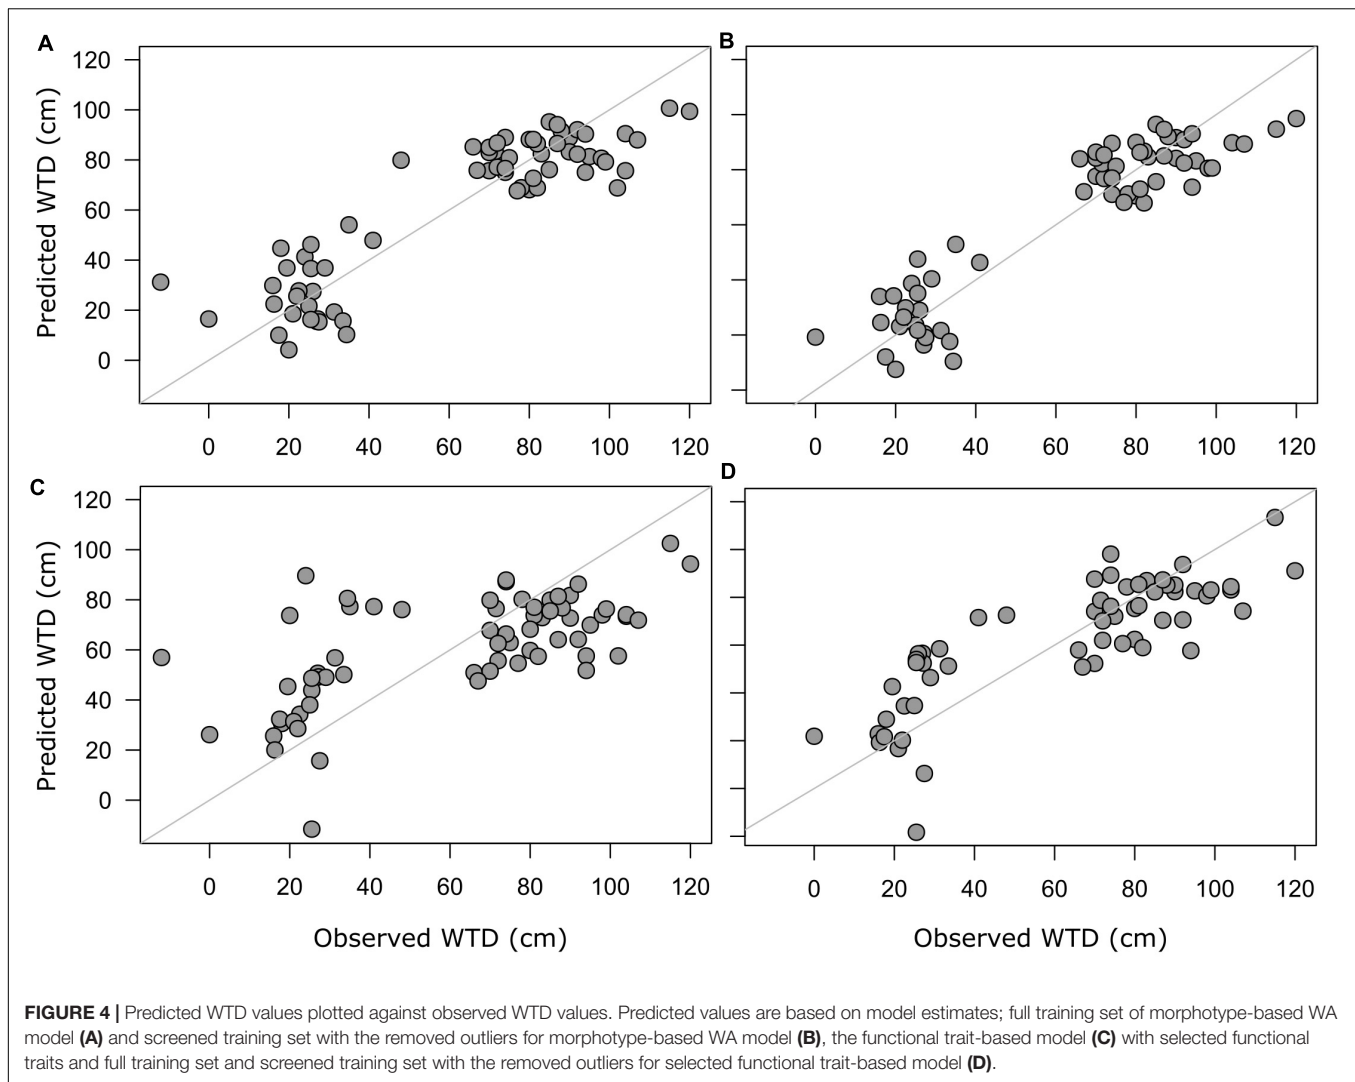 A
B
120
100
80
60
40
20
0
Predicted WTD (cm)
0 20 40 60 80 100 120
0 20 40 60 80 100 120
C
D
120
100
80
60
40
20
0
Predicted WTD (cm)
0 20 40 60 80 100 120
0 20 40 60 80 100 120
Observed WTD (cm)
Observed WTD (cm)
FIGURE 4 | Predicted WTD values plotted against observed WTD values. Predicted values are based on model estimates; full training set of morphotype-based WA
model (A) and screened training set with the removed outliers for morphotype-based WA model (B), the functional trait-based model (C) with selected functional
traits and full training set and screened training set with the removed outliers for selected functional trait-based model (D).